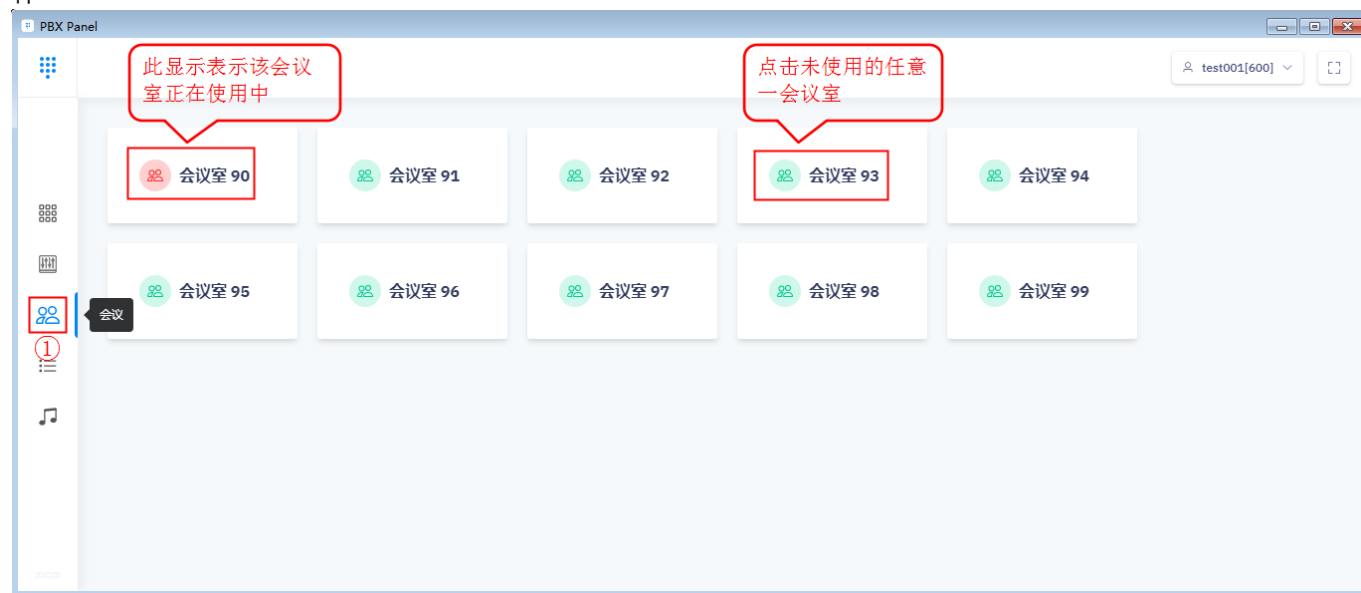 PBX Panel
此显示表示该会议
室正在使用中
点击未使用的任意
一会议室
test001[600]
会议室 90
会议室 91
会议室 92
会议室 93
会议室 94
会议室 95
会议室 96
会议室 97
会议室 98
会议室 99
会议
①